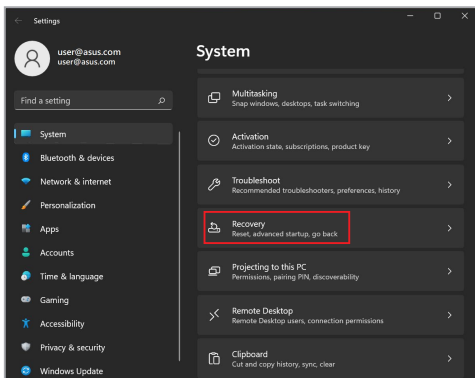 Settings
user@asus.com
user@asus.com
Find a setting
System
Bluetooth & devices
Network & internet
Personalization
Apps
Accounts
Time & language
Gaming
Accessibility
Privacy & security
Windows Update
System
Multitasking
Snap windows, desktops, task switching
Activation
Activation state, subscriptions, product key
Troubleshoot
Recommended troubleshooters, preferences, history
Recovery
Reset, advanced startup, go back
Projecting to this PC
Permissions, pairing PIN, discoverability
Remote Desktop
Remote Desktop users, connection permissions
Clipboard
Cut and copy history, sync, clear